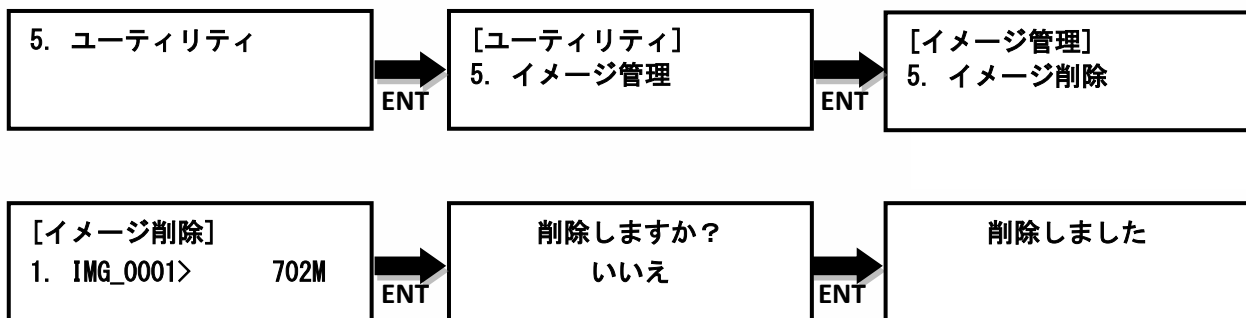 5. ユーティリティ
ENT
[ユーティリティ]
5. イメージ管理
ENT
[イメージ管理]
5. イメージ削除
[イメージ削除]
1. IMG_0001> 702M
ENT
削除しますか？
いいえ
ENT
削除しました